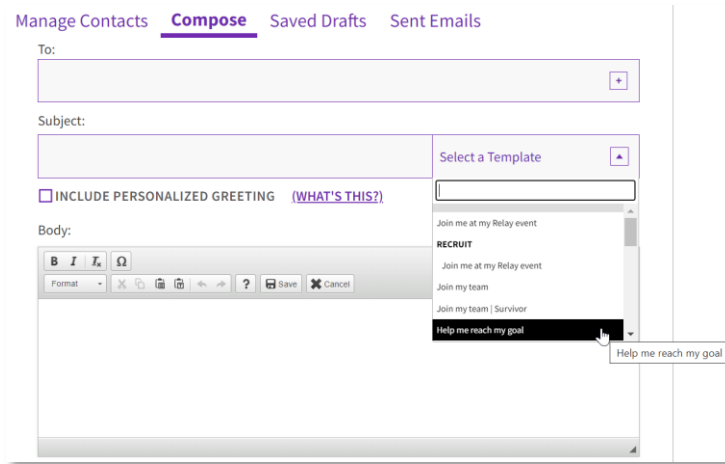 Manage Contacts Compose Saved Drafts Sent Emails
To:
+
Subject:
Select a Template
INCLUDE PERSONALIZED GREETING (WHAT'S THIS?)
Join me at my Relay event
RECRUIT
Join me at my Relay event
Join my team
Join my team | Survivor
Help me reach my goal
Help me reach my goal
Body:
B I Tx Ω
Format ? Save Cancel